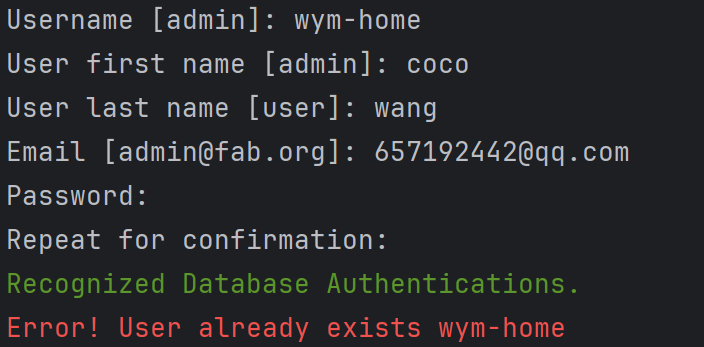 Username [admin]: wym-home
User first name [admin]: coco
User last name [user]: wang
Email [admin@fab.org]: 657192442@qq.com
Password:
Repeat for confirmation:
Recognized Database Authentications.
Error! User already exists wym-home